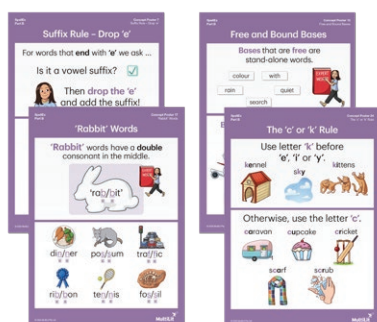 Suffix Rule – Drop 'e'
For words that end with 'e' we ask ...
Is it a vowel suffix?
Then drop the 'e'
and add the suffix!
'Rabbit' Words
'Rabbit' words have a double
consonant in the middle.
'rab/bit'
din/ner
pos/sum
traf/fic
rib/bon
ten/nis
fos/sil
MultiLit
Free and Bound Bases
Bases that are free are
stand-alone words.
colour
with
rain
quiet
search
The 'c' or 'k' Rule
Use letter 'k' before
'e', 'i' or 'y'.
kennel
sky
kittens
Otherwise, use the letter 'c'.
caravan
cupcake
cricket
scarf
scrub
MultiLit